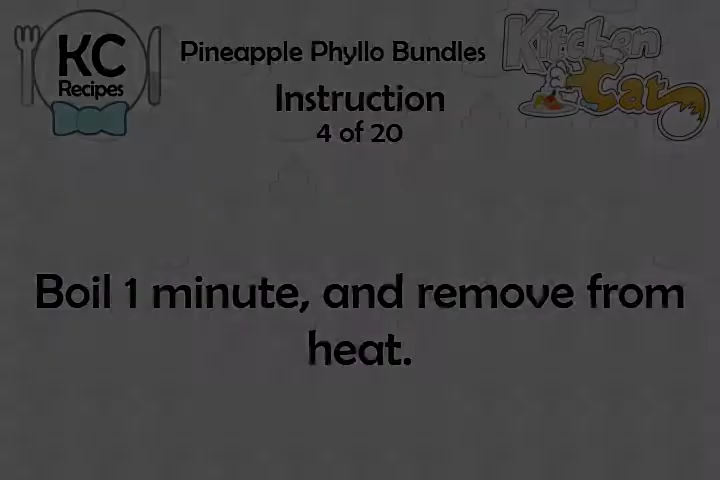 KC
Recipes
Pineapple Phyllo Bundles
Instruction
4 of 20
Kitchen
Cat
Boil 1 minute, and remove from
heat.